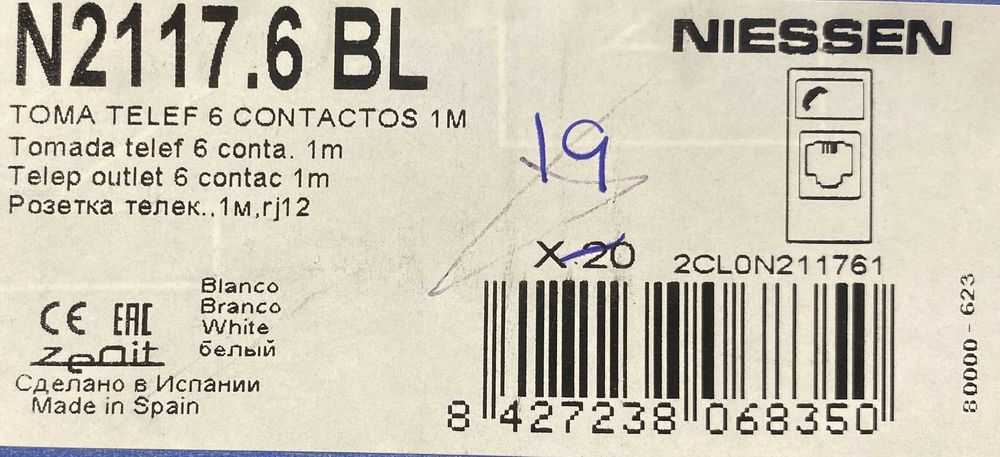 N2117.6 BL
NIESSEN
TOMA TELEF 6 CONTACTOS 1M
Tomada telef 6 conta. 1m
Telep outlet 6 contac 1m
Розетка телек.,1м,rj12
19
X 20
2CL0N211761
Blanco
Branco
White
белый
CE EAC
zenit
Сделано в Испании
Made in Spain
8 427238 068350
80000 - 623